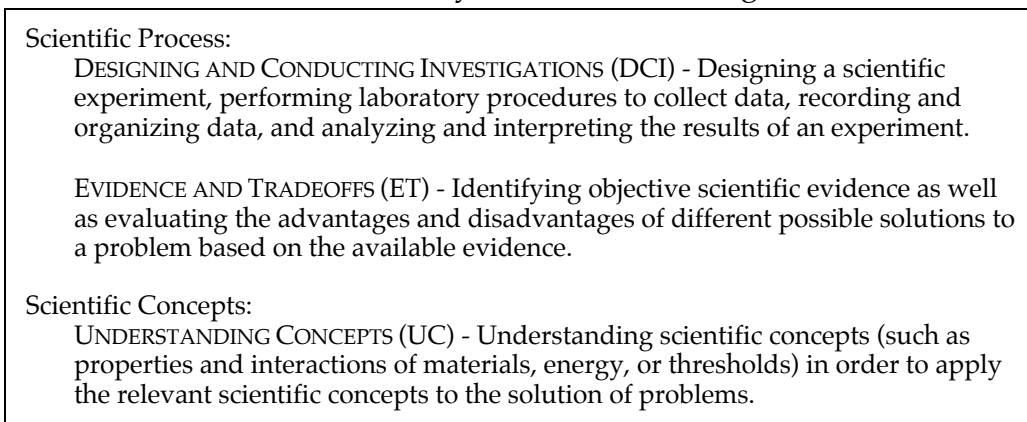 Scientific Process:
DESIGNING AND CONDUCTING INVESTIGATIONS (DCI) - Designing a scientific
experiment, performing laboratory procedures to collect data, recording and
organizing data, and analyzing and interpreting the results of an experiment.
EVIDENCE AND TRADEOFFS (ET) - Identifying objective scientific evidence as well
as evaluating the advantages and disadvantages of different possible solutions to
a problem based on the available evidence.
Scientific Concepts:
UNDERSTANDING CONCEPTS (UC) - Understanding scientific concepts (such as
properties and interactions of materials, energy, or thresholds) in order to apply
the relevant scientific concepts to the solution of problems.